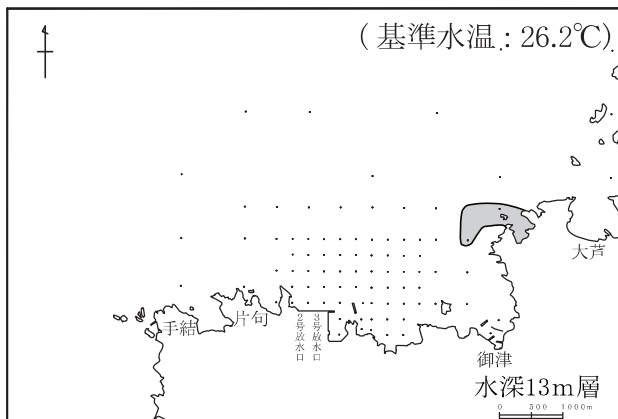 (基準水温:26.2℃)
大芦
手結
片句
2号放水口
3号放水口
御津
水深13m層
0 500 1000m